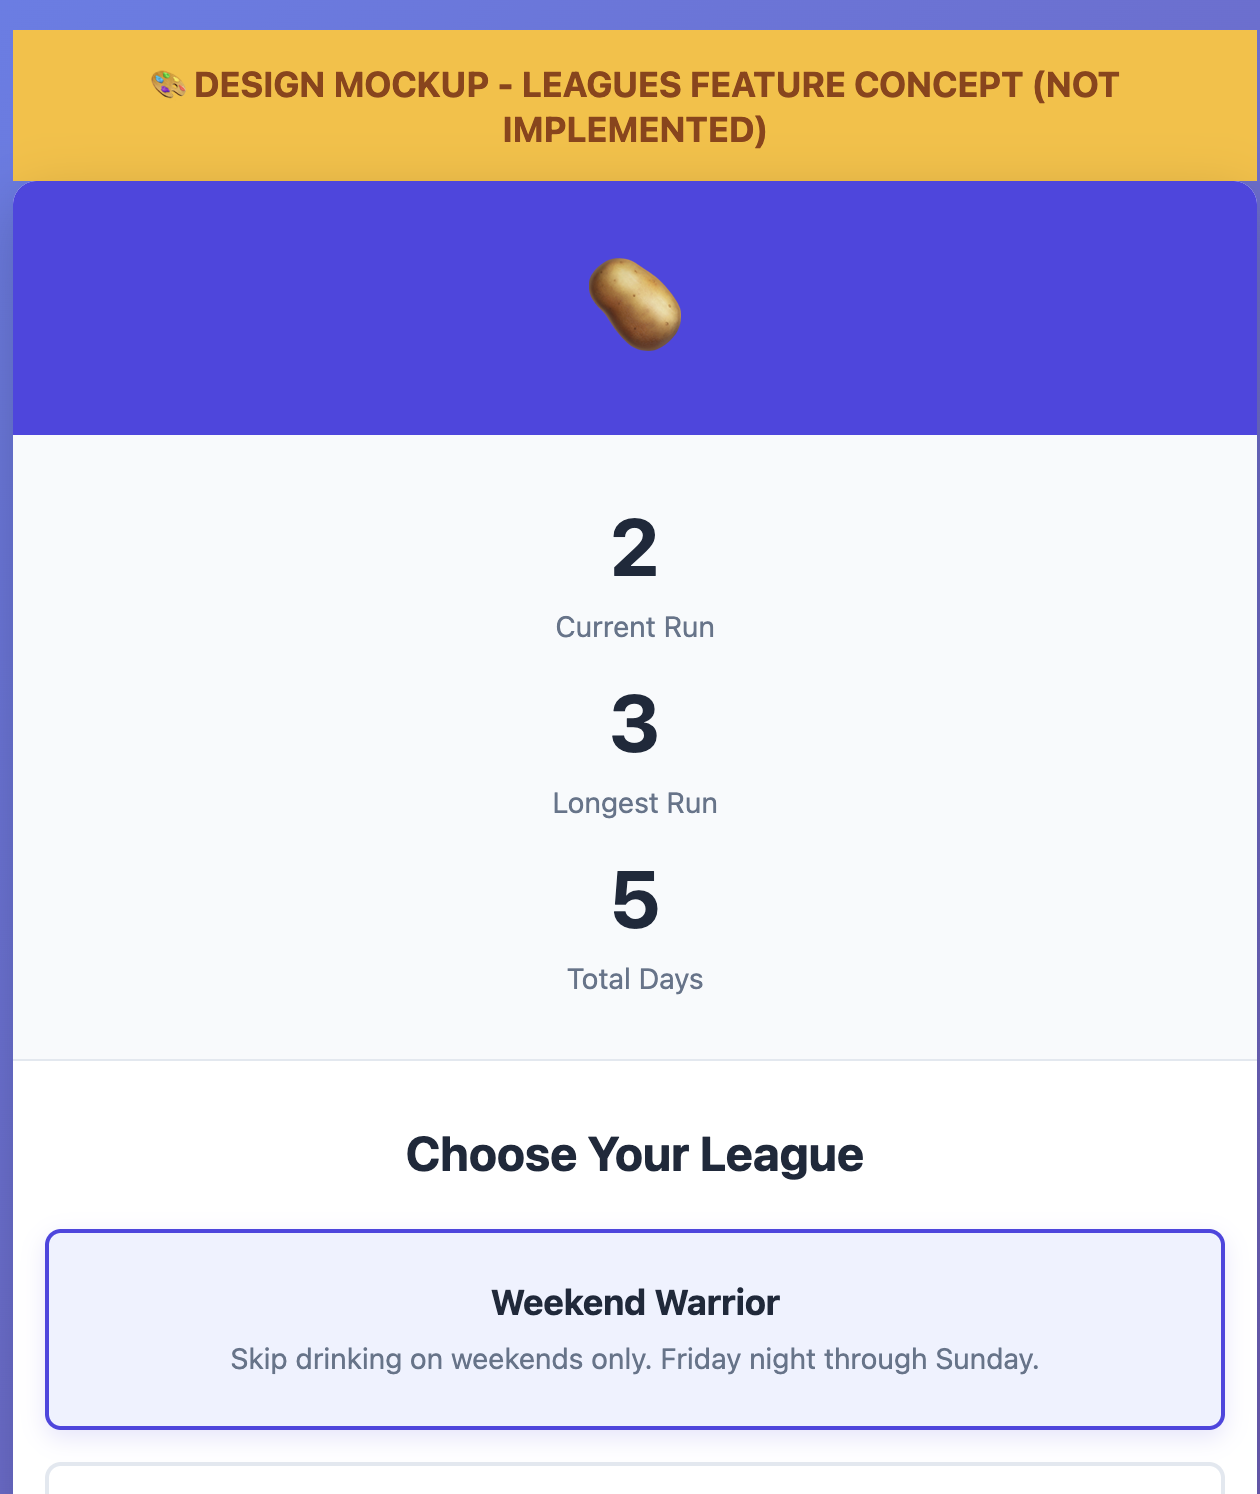 🎨 DESIGN MOCKUP - LEAGUES FEATURE CONCEPT (NOT
IMPLEMENTED)
2
Current Run
3
Longest Run
5
Total Days
Choose Your League
Weekend Warrior
Skip drinking on weekends only. Friday night through Sunday.